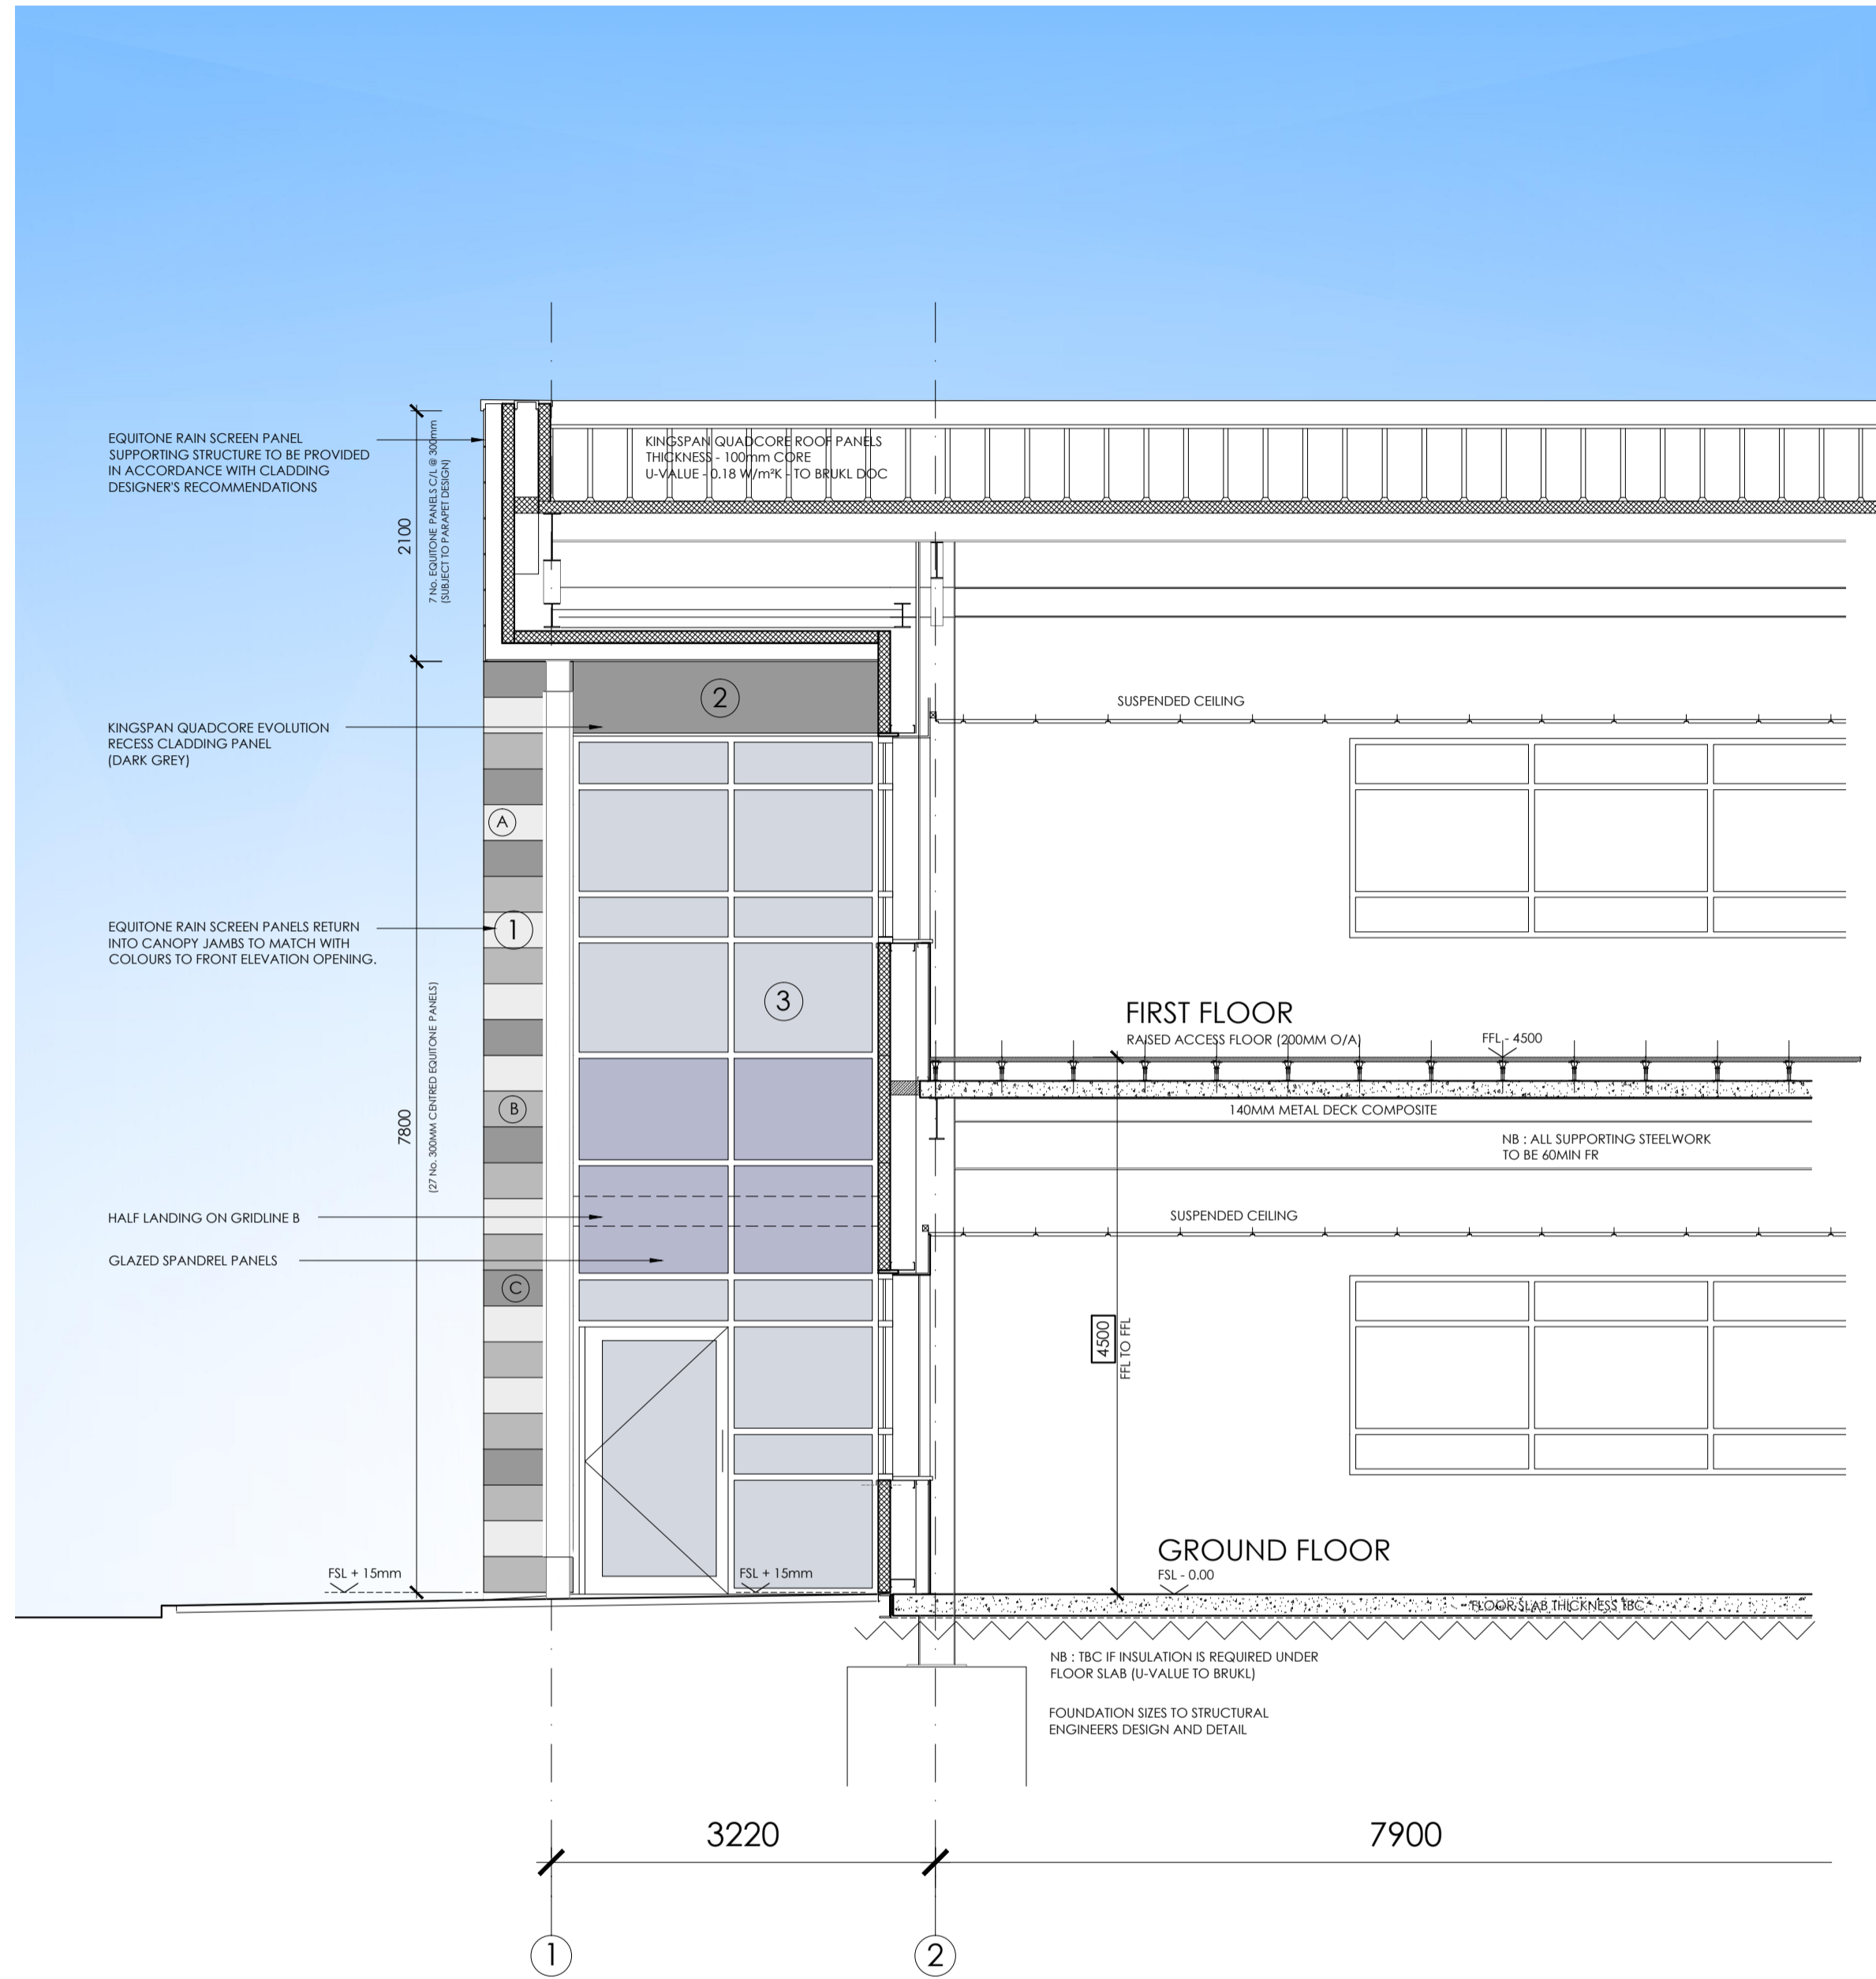 EQUITONE RAIN SCREEN PANEL
SUPPORTING STRUCTURE TO BE PROVIDED
IN ACCORDANCE WITH CLADDING
DESIGNER'S RECOMMENDATIONS
2100
7 No. EQUITONE PANELS C/L @ 300mm
(SUBJECT TO PARAPET DESIGN)
KINGSPAN QUADCORE ROOF PANELS
THICKNESS - 100mm CORE
U-VALUE - 0.18 W/m²K - TO BRUKL DOC
2
SUSPENDED CEILING
KINGSPAN QUADCORE EVOLUTION
RECESS CLADDING PANEL
(DARK GREY)
A
EQUITONE RAIN SCREEN PANELS RETURN
INTO CANOPY JAMBS TO MATCH WITH
COLOURS TO FRONT ELEVATION OPENING.
1
3
FIRST FLOOR
RAISED ACCESS FLOOR (200MM O/A)
FFL - 4500
7800
(27 No. 300MM CENTRED EQUITONE PANELS)
B
140MM METAL DECK COMPOSITE
NB : ALL SUPPORTING STEELWORK
TO BE 60MIN FR
HALF LANDING ON GRIDLINE B
SUSPENDED CEILING
GLAZED SPANDREL PANELS
C
4500
FFL TO FFL
GROUND FLOOR
FSL - 0.00
FSL + 15mm
FSL + 15mm
FLOOR SLAB THICKNESS TBC
NB : TBC IF INSULATION IS REQUIRED UNDER
FLOOR SLAB (U-VALUE TO BRUKL)
FOUNDATION SIZES TO STRUCTURAL
ENGINEERS DESIGN AND DETAIL
3220
7900
1
2